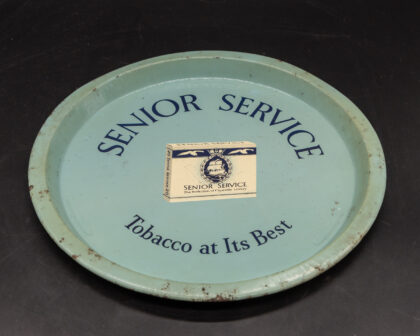 SENIOR SERVICE
SENIOR SERVICE
Tobacco at Its Best